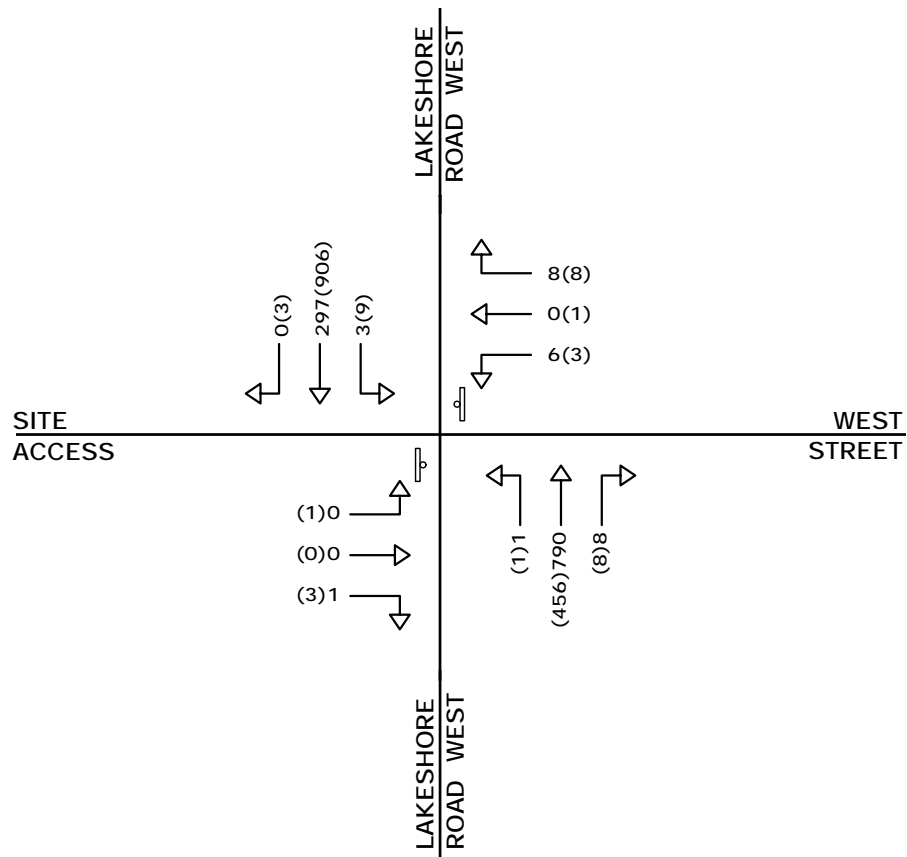 LAKESHORE
ROAD WEST
0(3)
297(906)
3(9)
8(8)
0(1)
6(3)
SITE
ACCESS
WEST
STREET
(1)0
(0)0
(3)1
(1)1
(456)790
(8)8
LAKESHORE
ROAD WEST